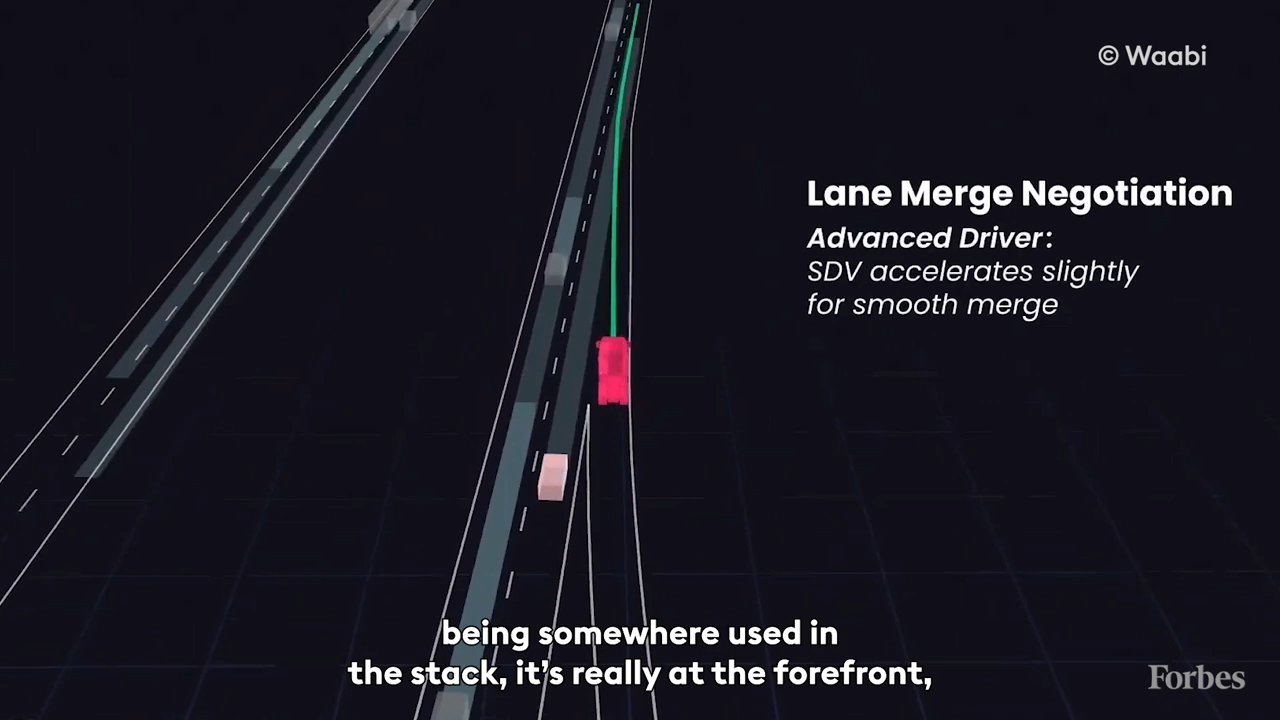 © Waabi
Lane Merge Negotiation
Advanced Driver:
SDV accelerates slightly
for smooth merge
being somewhere used in
the stack, it's really at the forefront,
Forbes